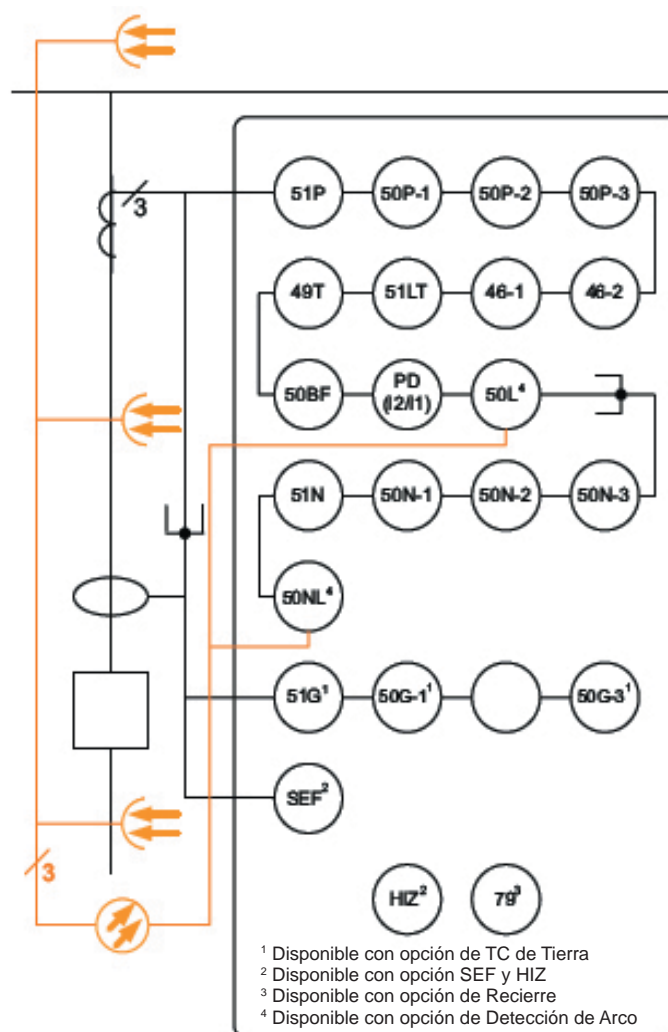 51P 50P-1 50P-2 50P-3
3
49T 51LT 46-1 46-2
50BF PD (I2/I1) 50L⁴
51N 50N-1 50N-2 50N-3
50NL⁴
51G¹ 50G-1¹ 50G-3¹
SEF²
3
HIZ² 79³
¹ Disponible con opción de TC de Tierra
² Disponible con opción SEF y HIZ
³ Disponible con opción de Recierre
⁴ Disponible con opción de Detección de Arco